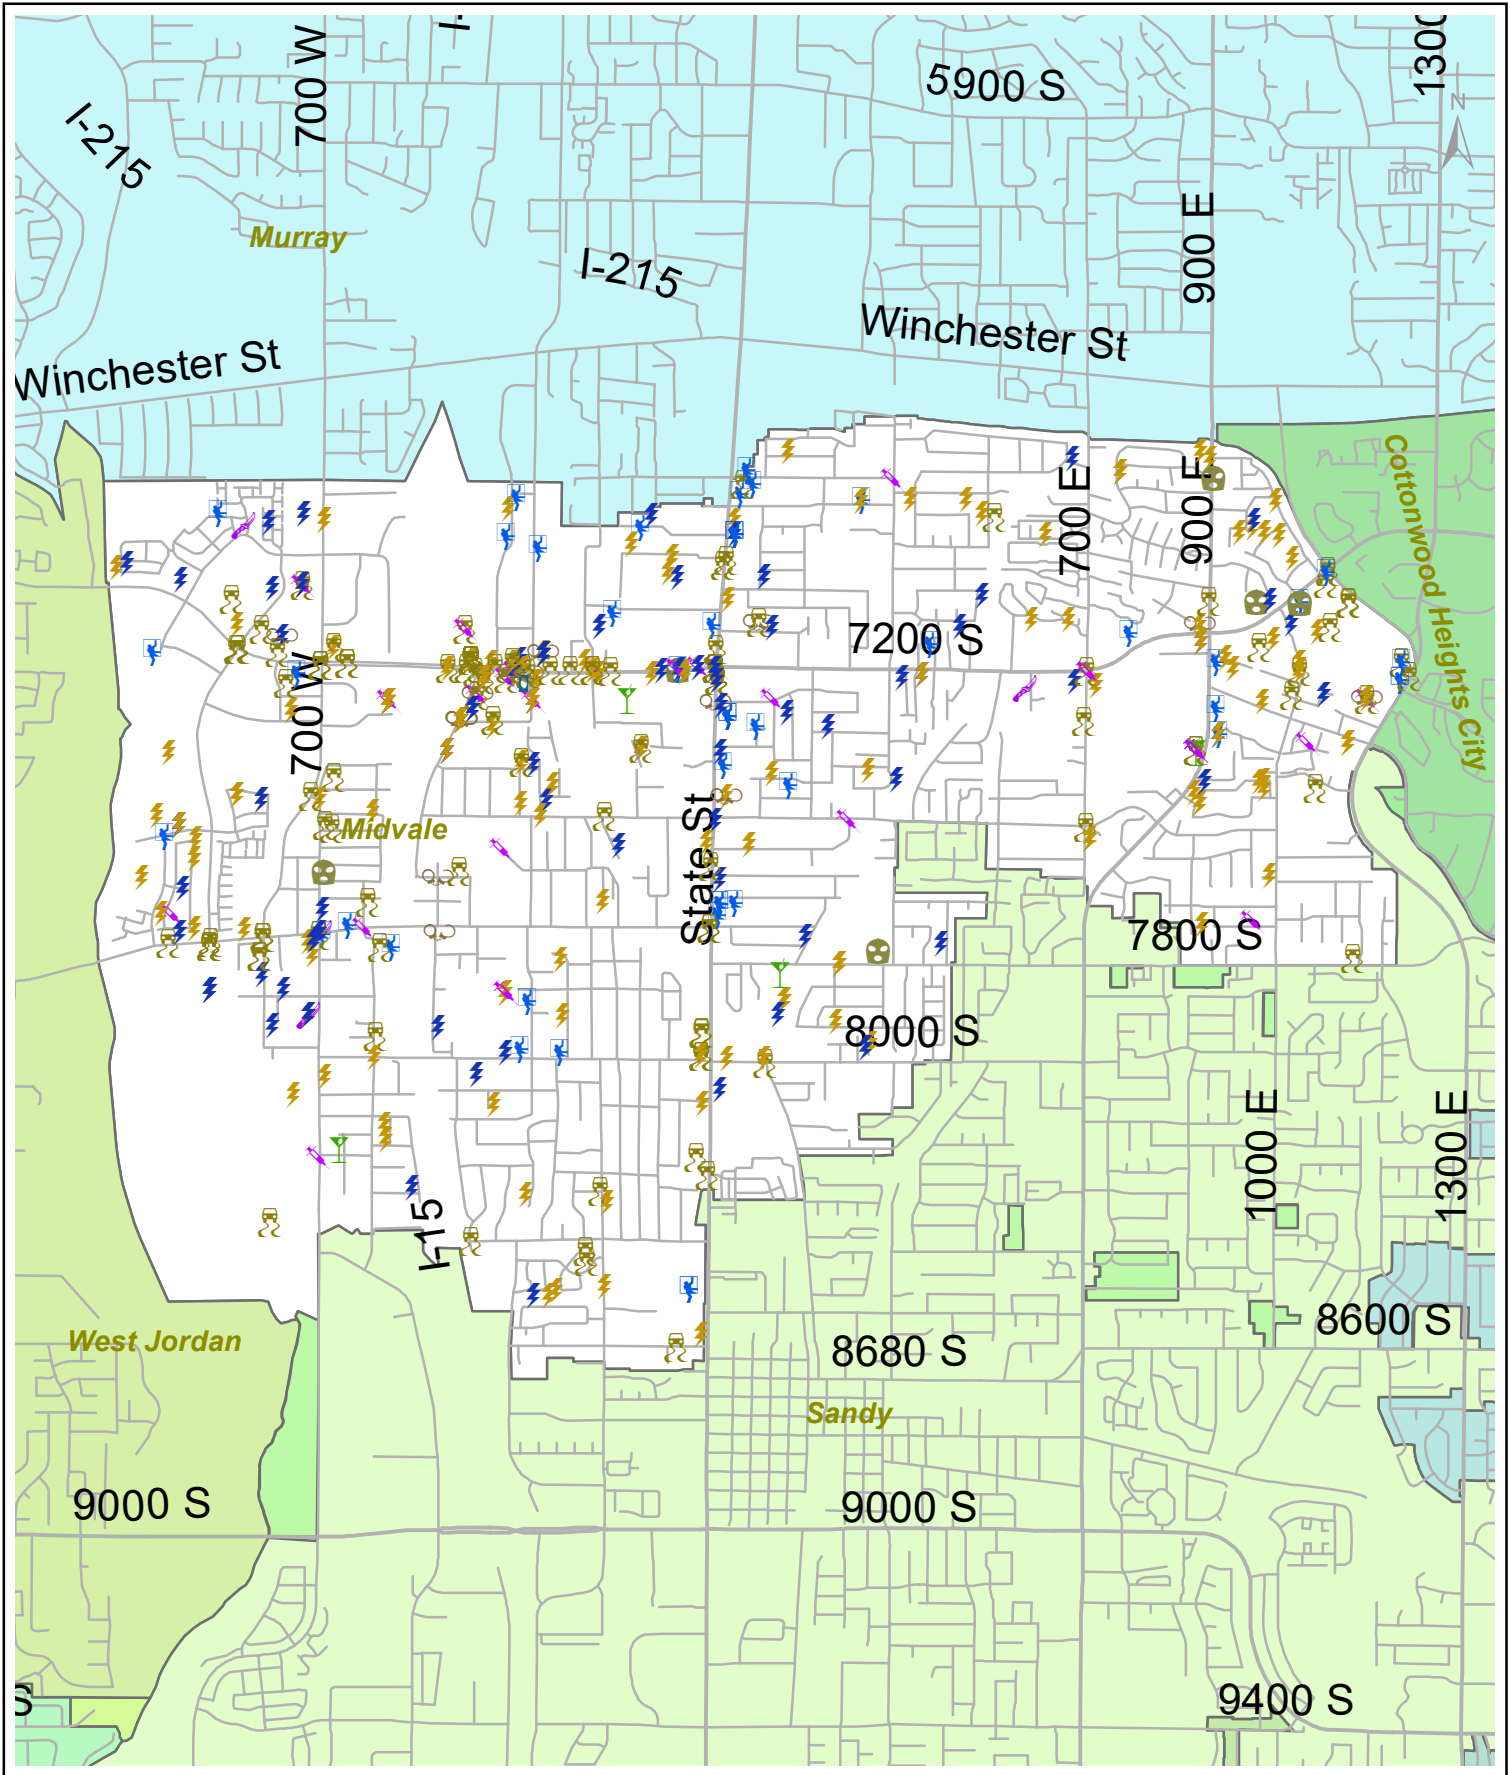 700 W
I-
5900 S
1300
N
I-215
900 E
Murray
I-215
Winchester St
Winchester St
Cottonwood Heights City
700 E
900 E
7200 S
700 W
Midvale
State St
7800 S
8000 S
1000 E
1300 E
I-15
8600 S
West Jordan
8680 S
Sandy
9000 S
9000 S
S
9400 S